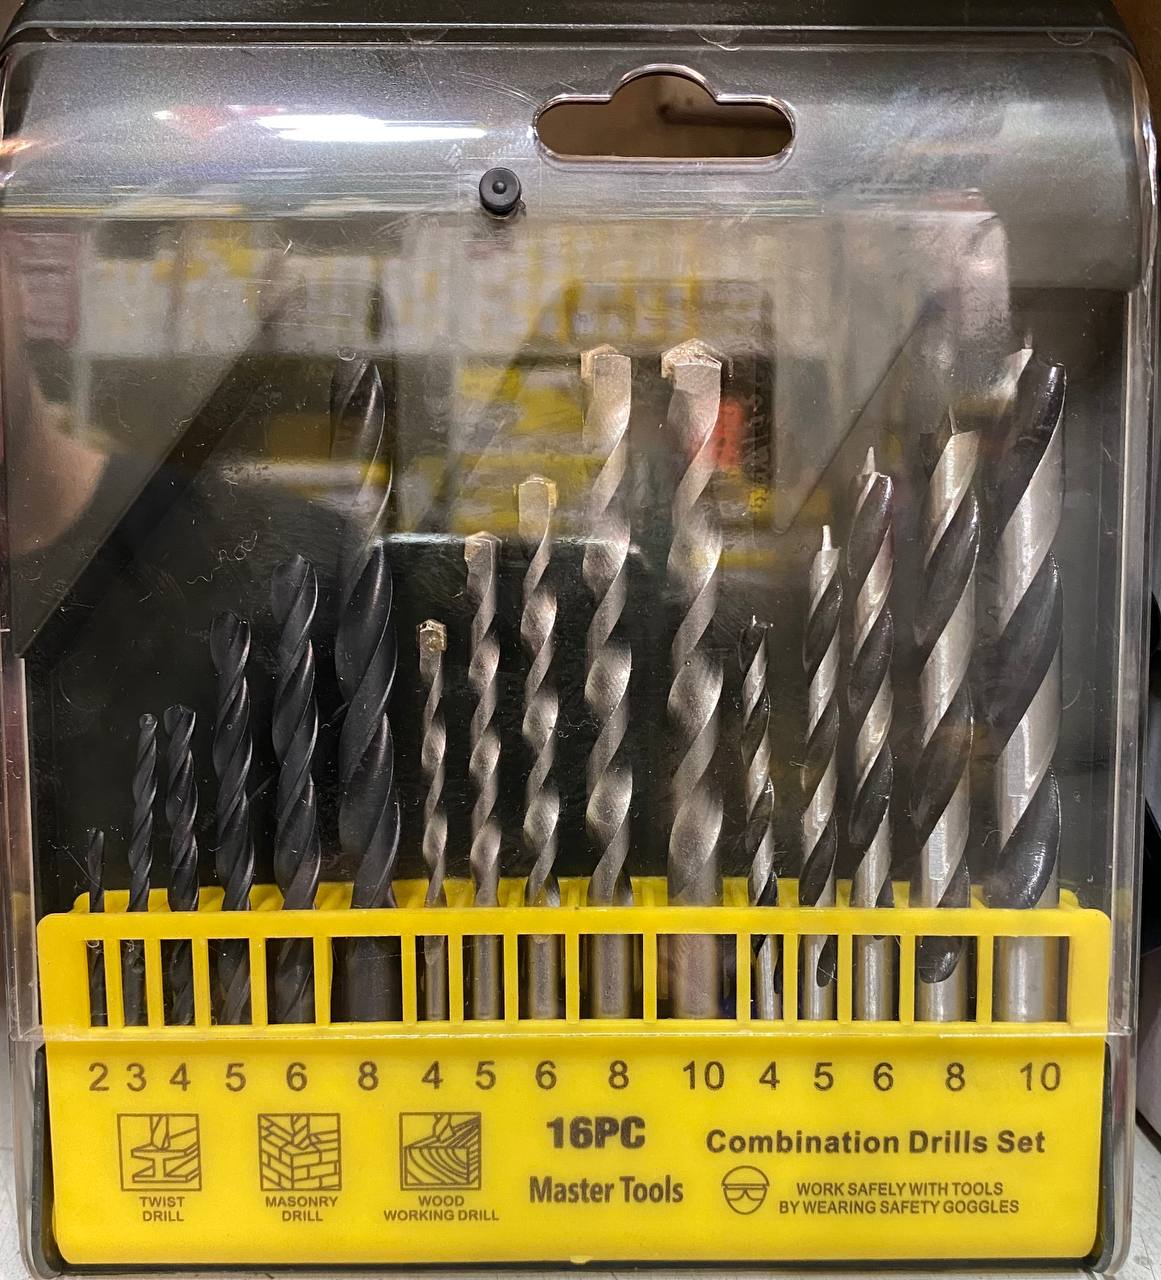 2 3 4 5 6 8 4 5 6 8 10 4 5 6 8 10
TWIST
DRILL
MASONRY
DRILL
WOOD
WORKING DRILL
16PC
Master Tools
Combination Drills Set
WORK SAFELY WITH TOOLS
BY WEARING SAFETY GOGGLES